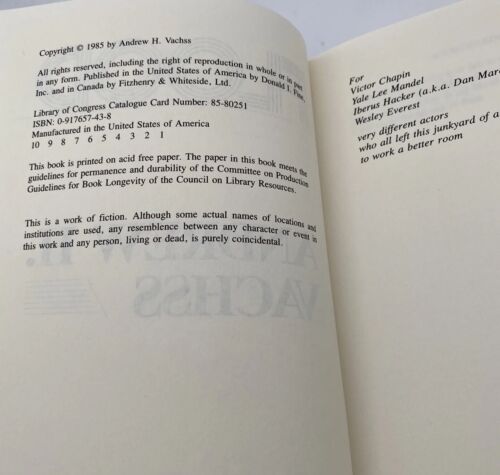 Copyright © 1985 by Andrew H. Vachss
All rights reserved, including the right of reproduction in whole or in part
in any form. Published in the United States of America by Donald I. Fine,
Inc. and in Canada by Fitzhenry & Whiteside, Ltd.
Library of Congress Catalogue Card Number: 85-80251
ISBN: 0-917657-43-8
Manufactured in the United States of America
10 9 8 7 6 5 4 3 2 1
This book is printed on acid free paper. The paper in this book meets the
guidelines for permanence and durability of the Committee on Production
Guidelines for Book Longevity of the Council on Library Resources.
This is a work of fiction. Although some actual names of locations and
institutions are used, any resemblence between any character or event in
this work and any person, living or dead, is purely coincidental.
ANDREW H.
VACHSS
For
Victor Chapin
Yale Lee Mandel
Iberus Hacker (a.k.a. Dan Marc
Wesley Everest
very different actors
who all left this junkyard of a
to work a better room